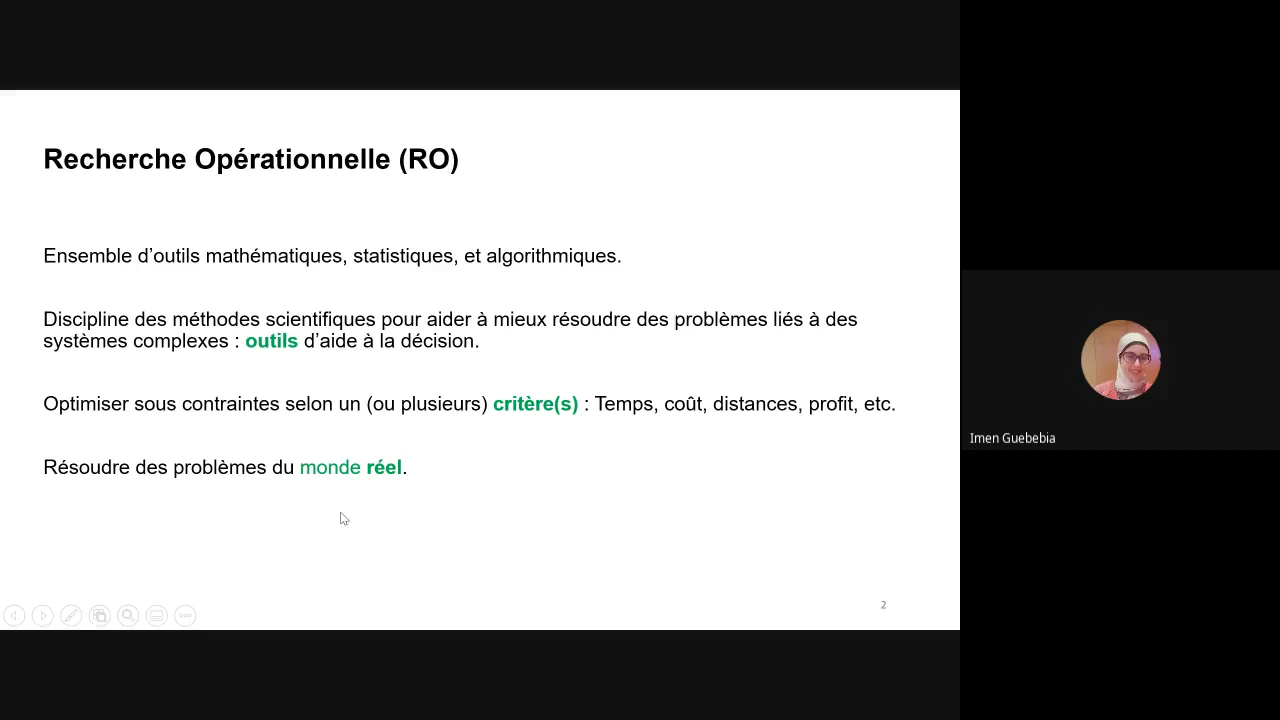 Recherche Opérationnelle (RO)
Ensemble d’outils mathématiques, statistiques, et algorithmiques.
Discipline des méthodes scientifiques pour aider à mieux résoudre des problèmes liés à des
systèmes complexes : outils d’aide à la décision.
Optimiser sous contraintes selon un (ou plusieurs) critère(s) : Temps, coût, distances, profit, etc.
Résoudre des problèmes du monde réel.
2
Imen Guebebia